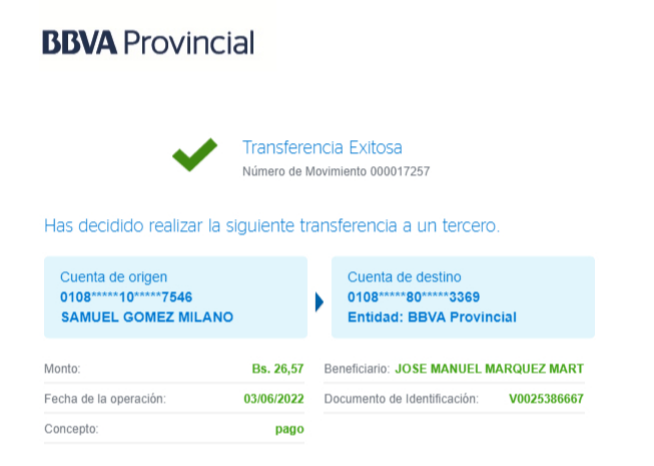 BBVA Provincial
Transferencia Exitosa
Número de Movimiento 000017257
Has decidido realizar la siguiente transferencia a un tercero.
Cuenta de origen
0108*****10*****7546
SAMUEL GOMEZ MILANO
Cuenta de destino
0108*****80*****3369
Entidad: BBVA Provincial
Monto: Bs. 26,57
Beneficiario: JOSE MANUEL MARQUEZ MART
Fecha de la operación: 03/06/2022
Documento de Identificación: V0025386667
Concepto: pago